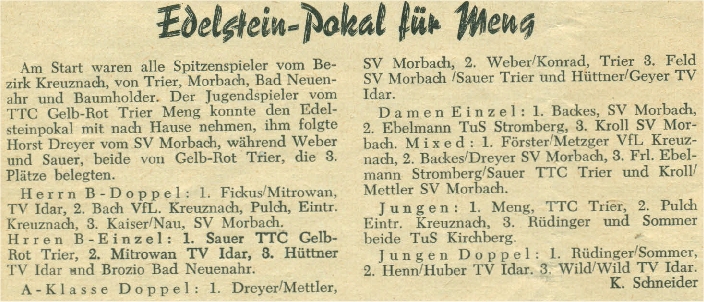 Edelstein-Pokal für Meng
Am Start waren alle Spitzenspieler vom Be-
zirk Kreuznach, von Trier, Morbach, Bad Neuen-
ahr und Baumholder. Der Jugendspieler vom
TTC Gelb-Rot Trier Meng konnte den Edel-
steinpokal mit nach Hause nehmen, ihm folgte
Horst Dreyer vom SV Morbach, während Weber
und Sauer, beide von Gelb-Rot Trier, die 3.
Plätze belegten.
Herrn B-Doppel: 1. Fickus/Mitrowan,
TV Idar, 2. Bach VfL. Kreuznach, Pulch, Eintr.
Kreuznach, 3. Kaiser/Nau, SV Morbach.
Hrren B-Einzel: 1. Sauer TTC Gelb-
Rot Trier, 2. Mitrowan TV Idar, 3. Hüttner
TV Idar und Brozio Bad Neuenahr.
A-Klasse Doppel: 1. Dreyer/Mettler,
SV Morbach, 2. Weber/Konrad, Trier 3. Feld
SV Morbach /Sauer Trier und Hüttner/Geyer TV
Idar.
Damen Einzel: 1. Backes, SV Morbach,
2. Ebelmann TuS Stromberg, 3. Kroll SV Mor-
bach. Mixed: 1. Förster/Metzger VfL Kreuz-
nach, 2. Backes/Dreyer SV Morbach, 3. Frl. Ebel-
mann Stromberg/Sauer TTC Trier und Kroll/
Mettler SV Morbach.
Jungen: 1. Meng, TTC Trier, 2. Pulch
Eintr. Kreuznach, 3. Rüdinger und Sommer
beide TuS Kirchberg.
Jungen Doppel: 1. Rüdinger/Sommer,
2. Henn/Huber TV Idar. 3. Wild/Wild TV Idar.
K. Schneider